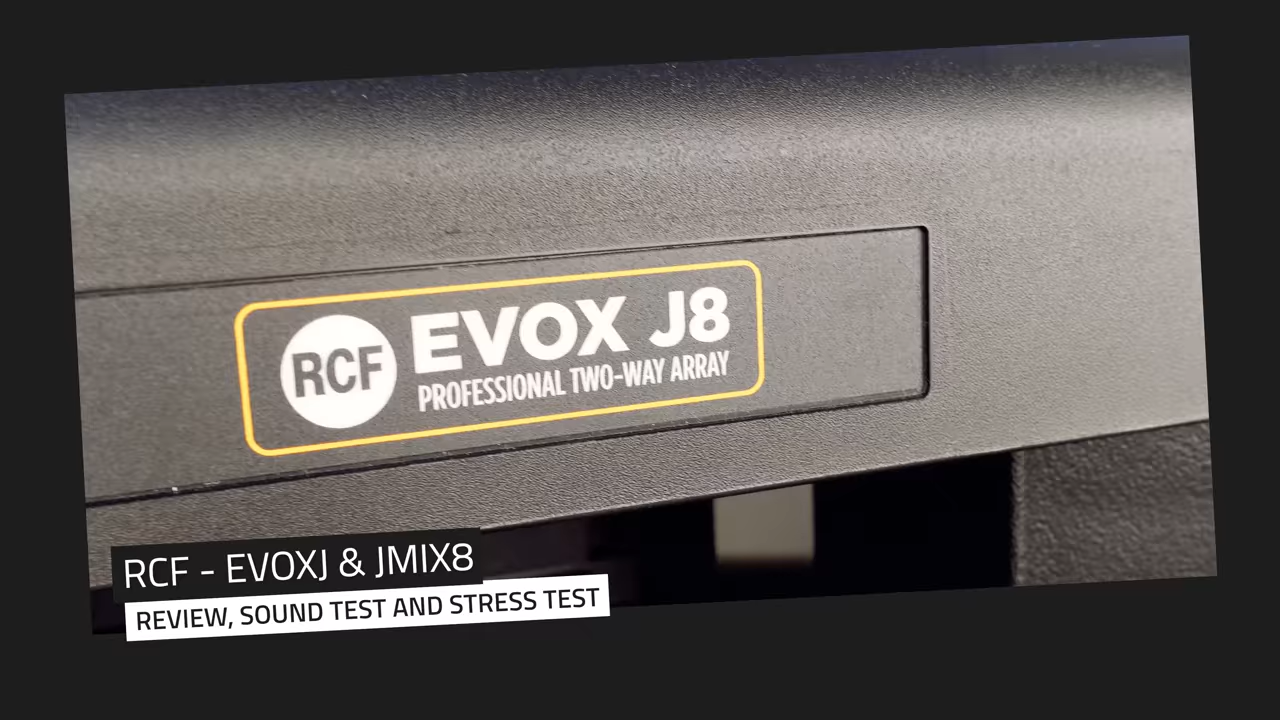 RCF
EVOX J8
PROFESSIONAL TWO-WAY ARRAY
RCF - EVOXJ & JMIX8
REVIEW, SOUND TEST AND STRESS TEST